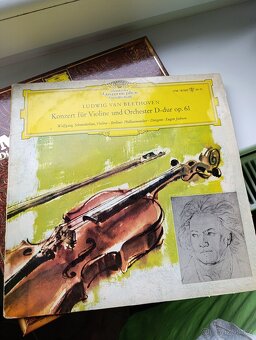 LUDWIG VAN BEETHOVEN
Konzert für Violine und Orchester D-dur op. 61
Wolfgang Schneiderhan, Violine · Berliner Philharmoniker · Dirigent: Eugen Jochum